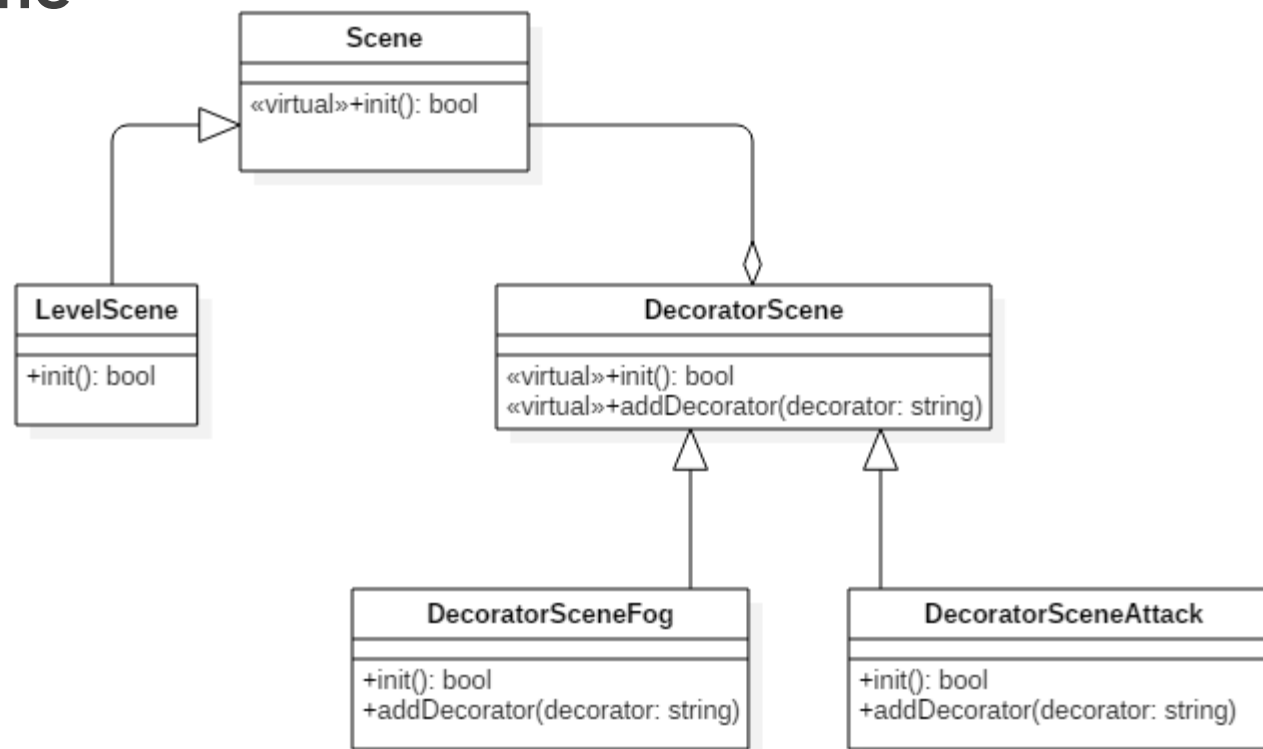 Scene
«virtual»+init(): bool
LevelScene
+init(): bool
DecoratorScene
«virtual»+init(): bool
«virtual»+addDecorator(decorator: string)
DecoratorSceneFog
+init(): bool
+addDecorator(decorator: string)
DecoratorSceneAttack
+init(): bool
+addDecorator(decorator: string)